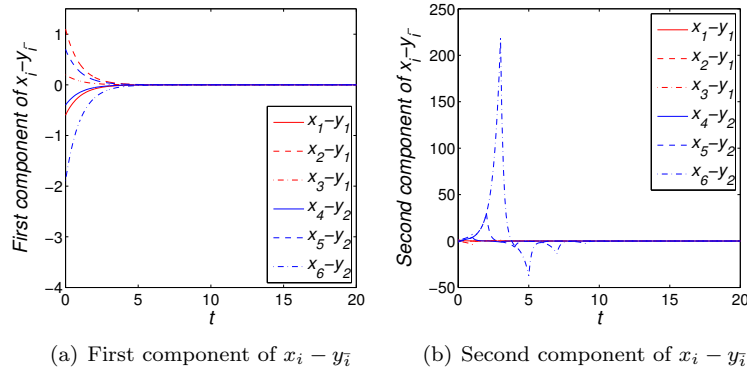 First component of x_i–y_ī
1
0
−1
−2
−3
−4
0
5
10
15
20
t
x_1–y_1
x_2–y_1
x_3–y_1
x_4–y_2
x_5–y_2
x_6–y_2
(a) First component of x_i − y_ī
Second component of x_i–y_ī
250
200
150
100
50
0
−50
0
5
10
15
20
t
x_1–y_1
x_2–y_1
x_3–y_1
x_4–y_2
x_5–y_2
x_6–y_2
(b) Second component of x_i − y_ī